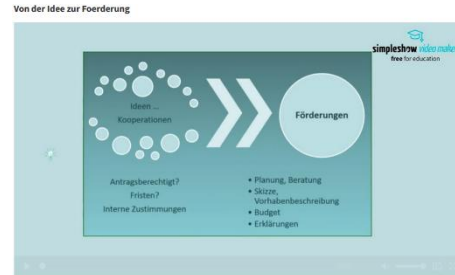 Von der Idee zur Foerderung
simpleshow video make
free for education
Ideen ...
Kooperationen
Förderungen
Antragsberechtigt?
Fristen?
Interne Zustimmungen
• Planung, Beratung
• Skizze,
Vorhabenbeschreibung
• Budget
• Erklärungen